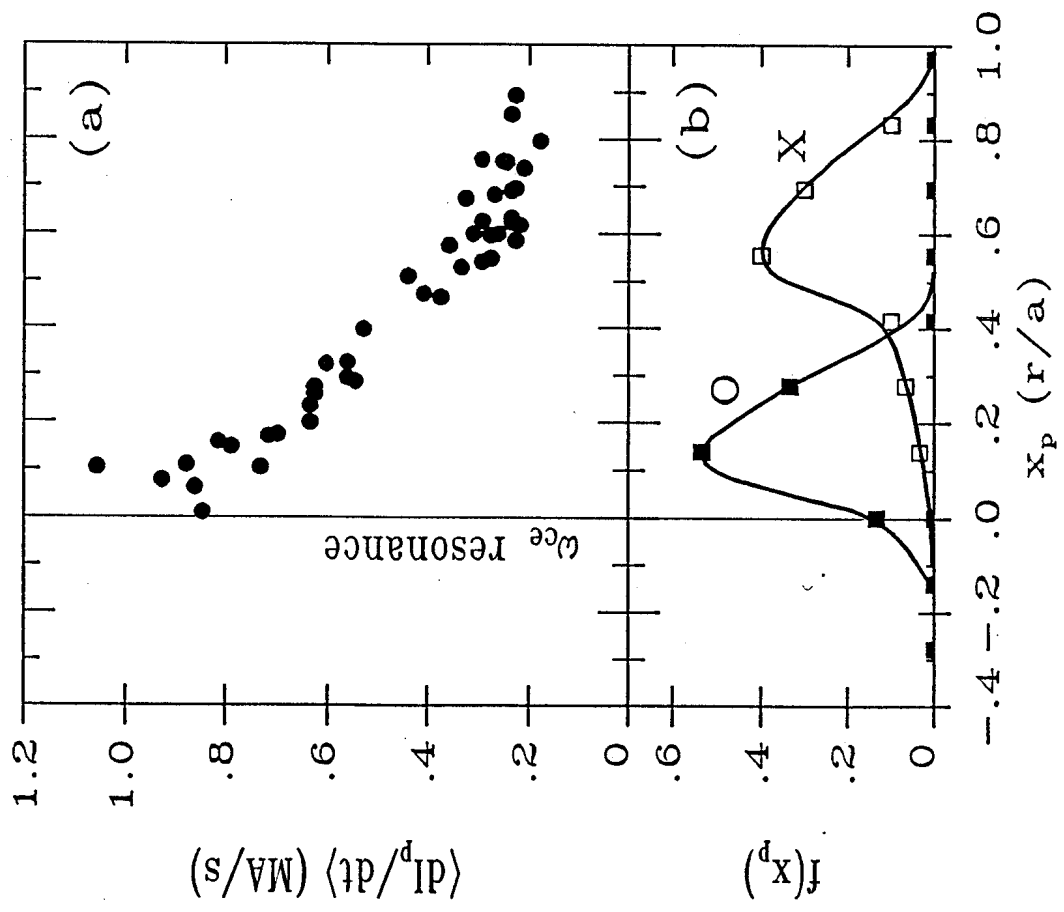 ⟨dI_p/dt⟩ (MA/s)
1.2
1.0
.8
.6
.4
.2
0
(a)
ω_ce resonance
f(x_p)
.6
.4
.2
0
(b)
O
X
-.4 -.2 .0 .2 .4 .6 .8 1.0
x_p (r/a)